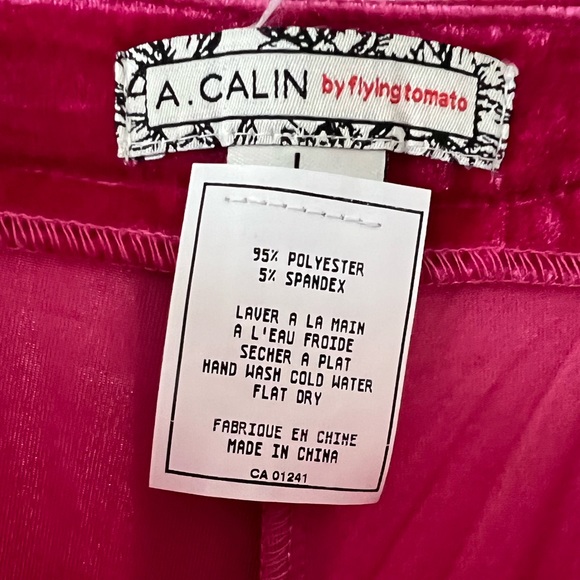 A. CALIN by flying tomato
L
95% POLYESTER
5% SPANDEX
LAVER A LA MAIN
A L'EAU FROIDE
SECHER A PLAT
HAND WASH COLD WATER
FLAT DRY
FABRIQUE EN CHINE
MADE IN CHINA
CA 01241